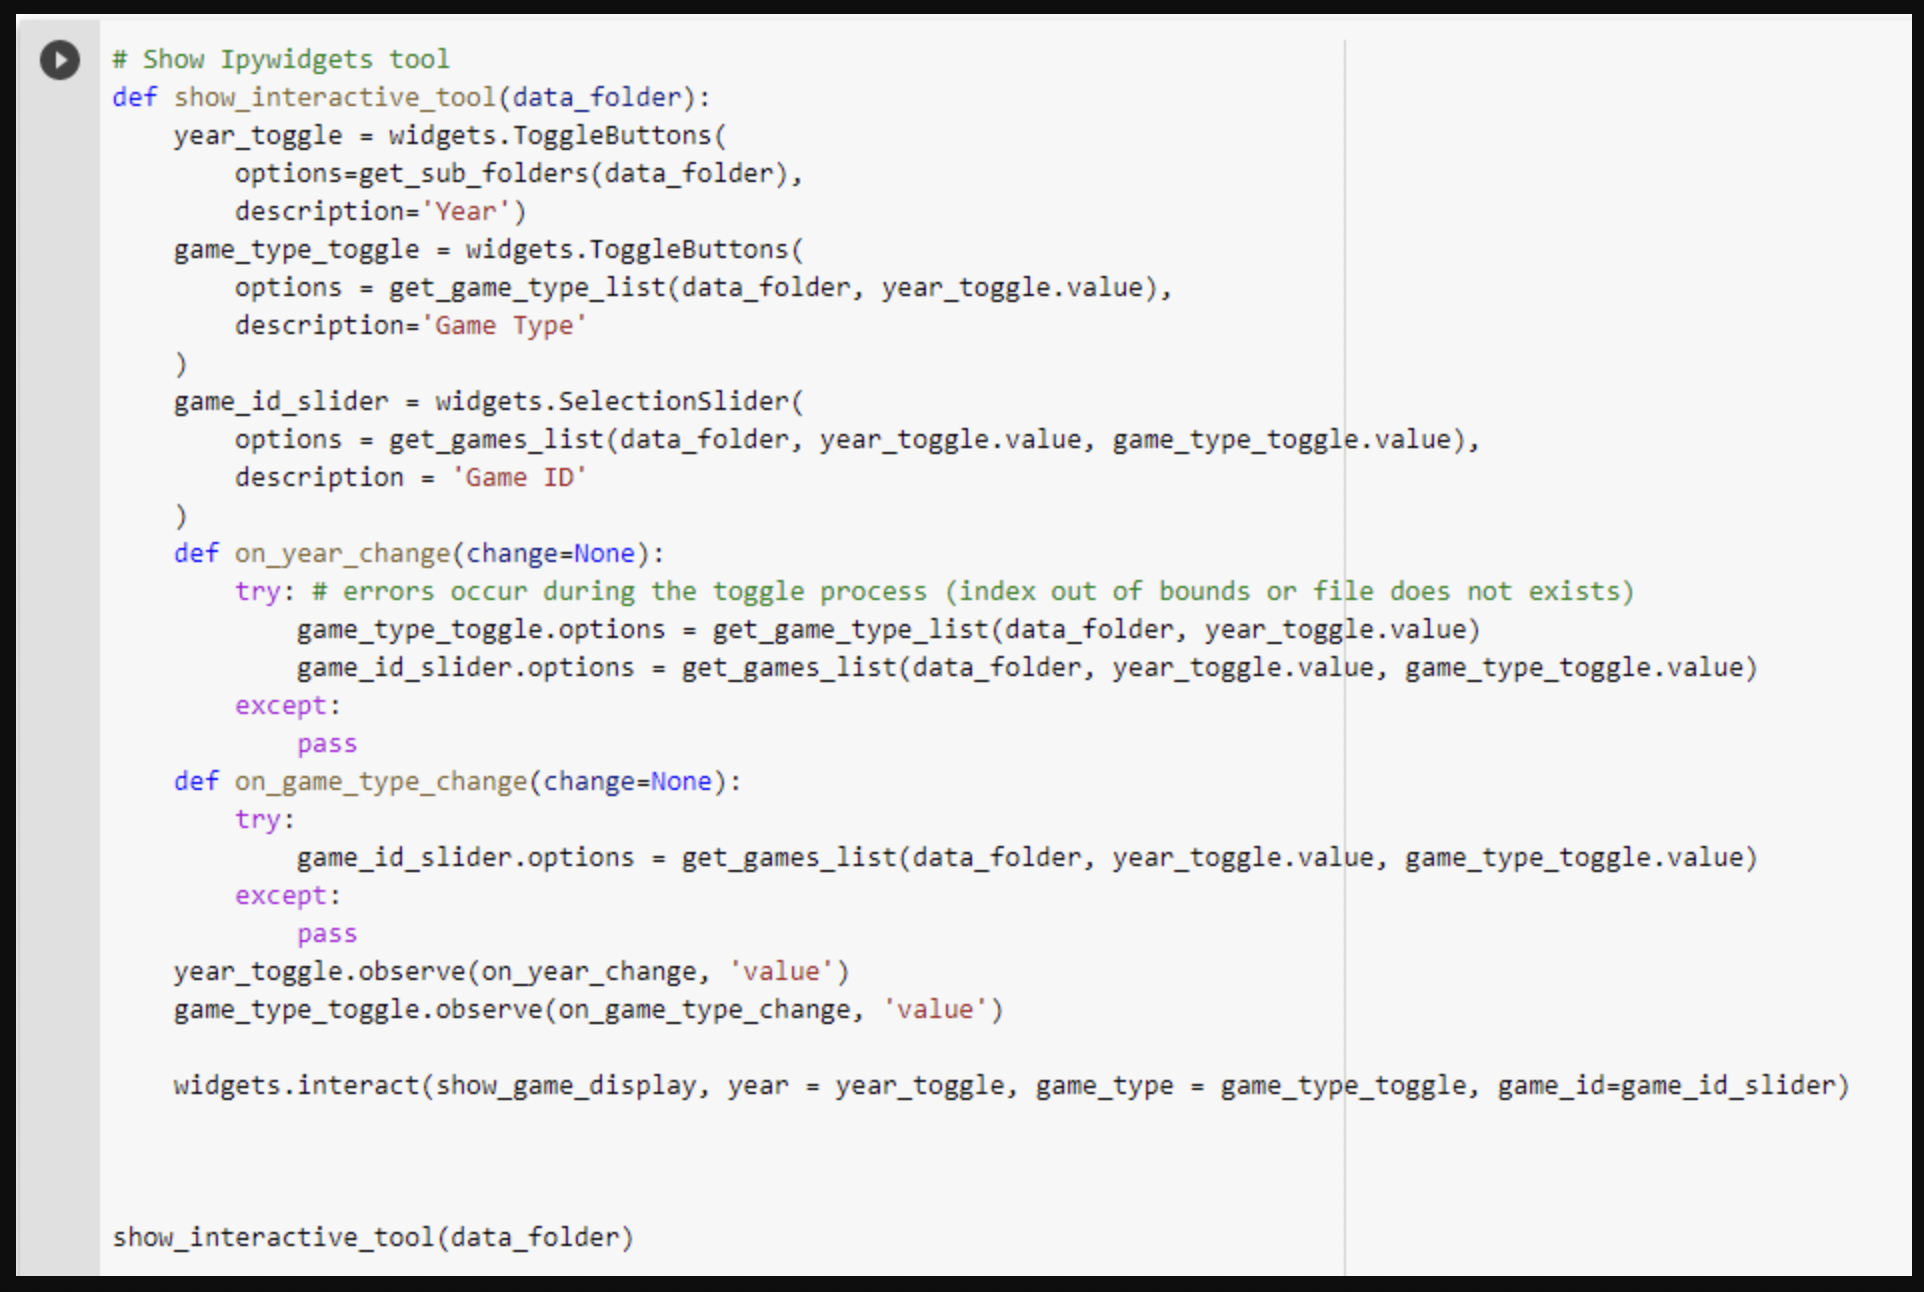 # Show Ipywidgets tool
def show_interactive_tool(data_folder):
    year_toggle = widgets.ToggleButtons(
        options=get_sub_folders(data_folder),
        description='Year')
    game_type_toggle = widgets.ToggleButtons(
        options = get_game_type_list(data_folder, year_toggle.value),
        description='Game Type'
    )
    game_id_slider = widgets.SelectionSlider(
        options = get_games_list(data_folder, year_toggle.value, game_type_toggle.value),
        description = 'Game ID'
    )
    def on_year_change(change=None):
        try: # errors occur during the toggle process (index out of bounds or file does not exists)
            game_type_toggle.options = get_game_type_list(data_folder, year_toggle.value)
            game_id_slider.options = get_games_list(data_folder, year_toggle.value, game_type_toggle.value)
        except:
            pass
    def on_game_type_change(change=None):
        try:
            game_id_slider.options = get_games_list(data_folder, year_toggle.value, game_type_toggle.value)
        except:
            pass
    year_toggle.observe(on_year_change, 'value')
    game_type_toggle.observe(on_game_type_change, 'value')

    widgets.interact(show_game_display, year = year_toggle, game_type = game_type_toggle, game_id=game_id_slider)

show_interactive_tool(data_folder)